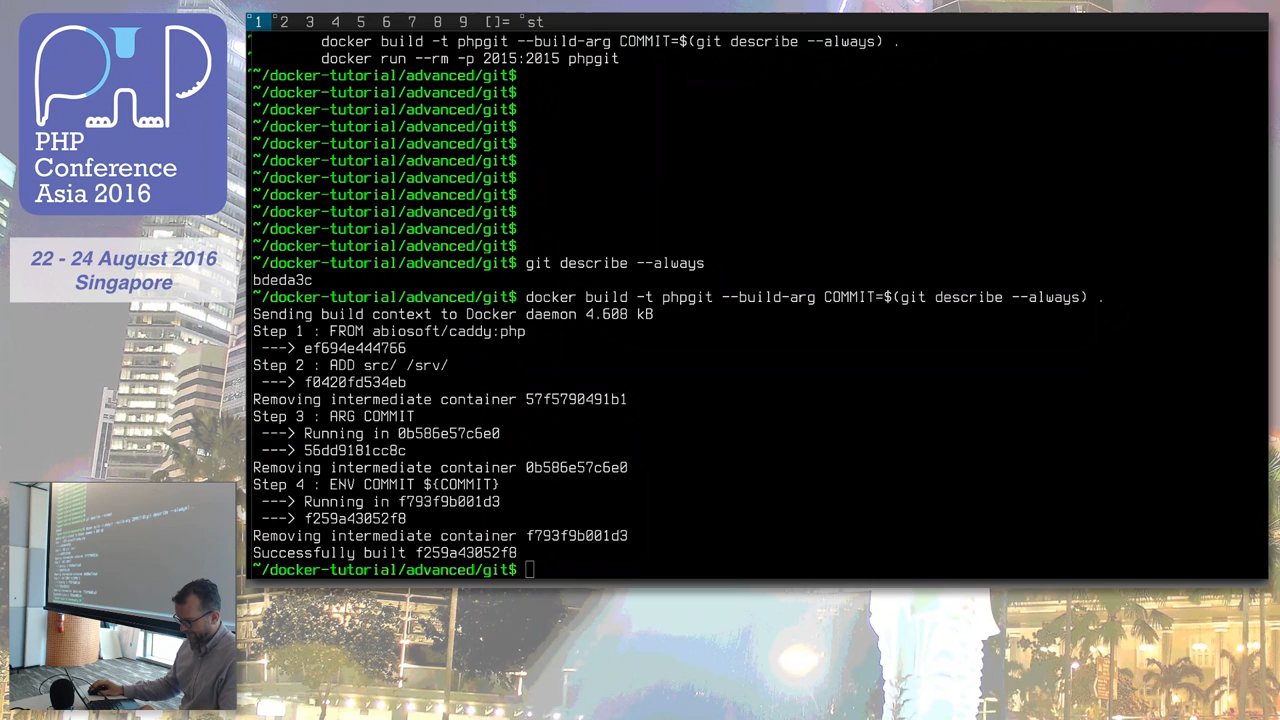 PHP
Conference
Asia 2016
22 - 24 August 2016
Singapore
1 2 3 4 5 6 7 8 9 []= st
docker build -t phpgit --build-arg COMMIT=$(git describe --always) .
docker run --rm -p 2015:2015 phpgit
~/docker-tutorial/advanced/git$
~/docker-tutorial/advanced/git$
~/docker-tutorial/advanced/git$
~/docker-tutorial/advanced/git$
~/docker-tutorial/advanced/git$
~/docker-tutorial/advanced/git$
~/docker-tutorial/advanced/git$
~/docker-tutorial/advanced/git$
~/docker-tutorial/advanced/git$
~/docker-tutorial/advanced/git$
~/docker-tutorial/advanced/git$
~/docker-tutorial/advanced/git$ git describe --always
bdeda3c
~/docker-tutorial/advanced/git$ docker build -t phpgit --build-arg COMMIT=$(git describe --always) .
Sending build context to Docker daemon 4.608 kB
Step 1 : FROM abiosoft/caddy:php
---> ef694e444766
Step 2 : ADD src/ /srv/
---> f0420fd534eb
Removing intermediate container 57f5790491b1
Step 3 : ARG COMMIT
---> Running in 0b586e57c6e0
---> 56dd9181cc8c
Removing intermediate container 0b586e57c6e0
Step 4 : ENV COMMIT ${COMMIT}
---> Running in f793f9b001d3
---> f259a43052f8
Removing intermediate container f793f9b001d3
Successfully built f259a43052f8
~/docker-tutorial/advanced/git$